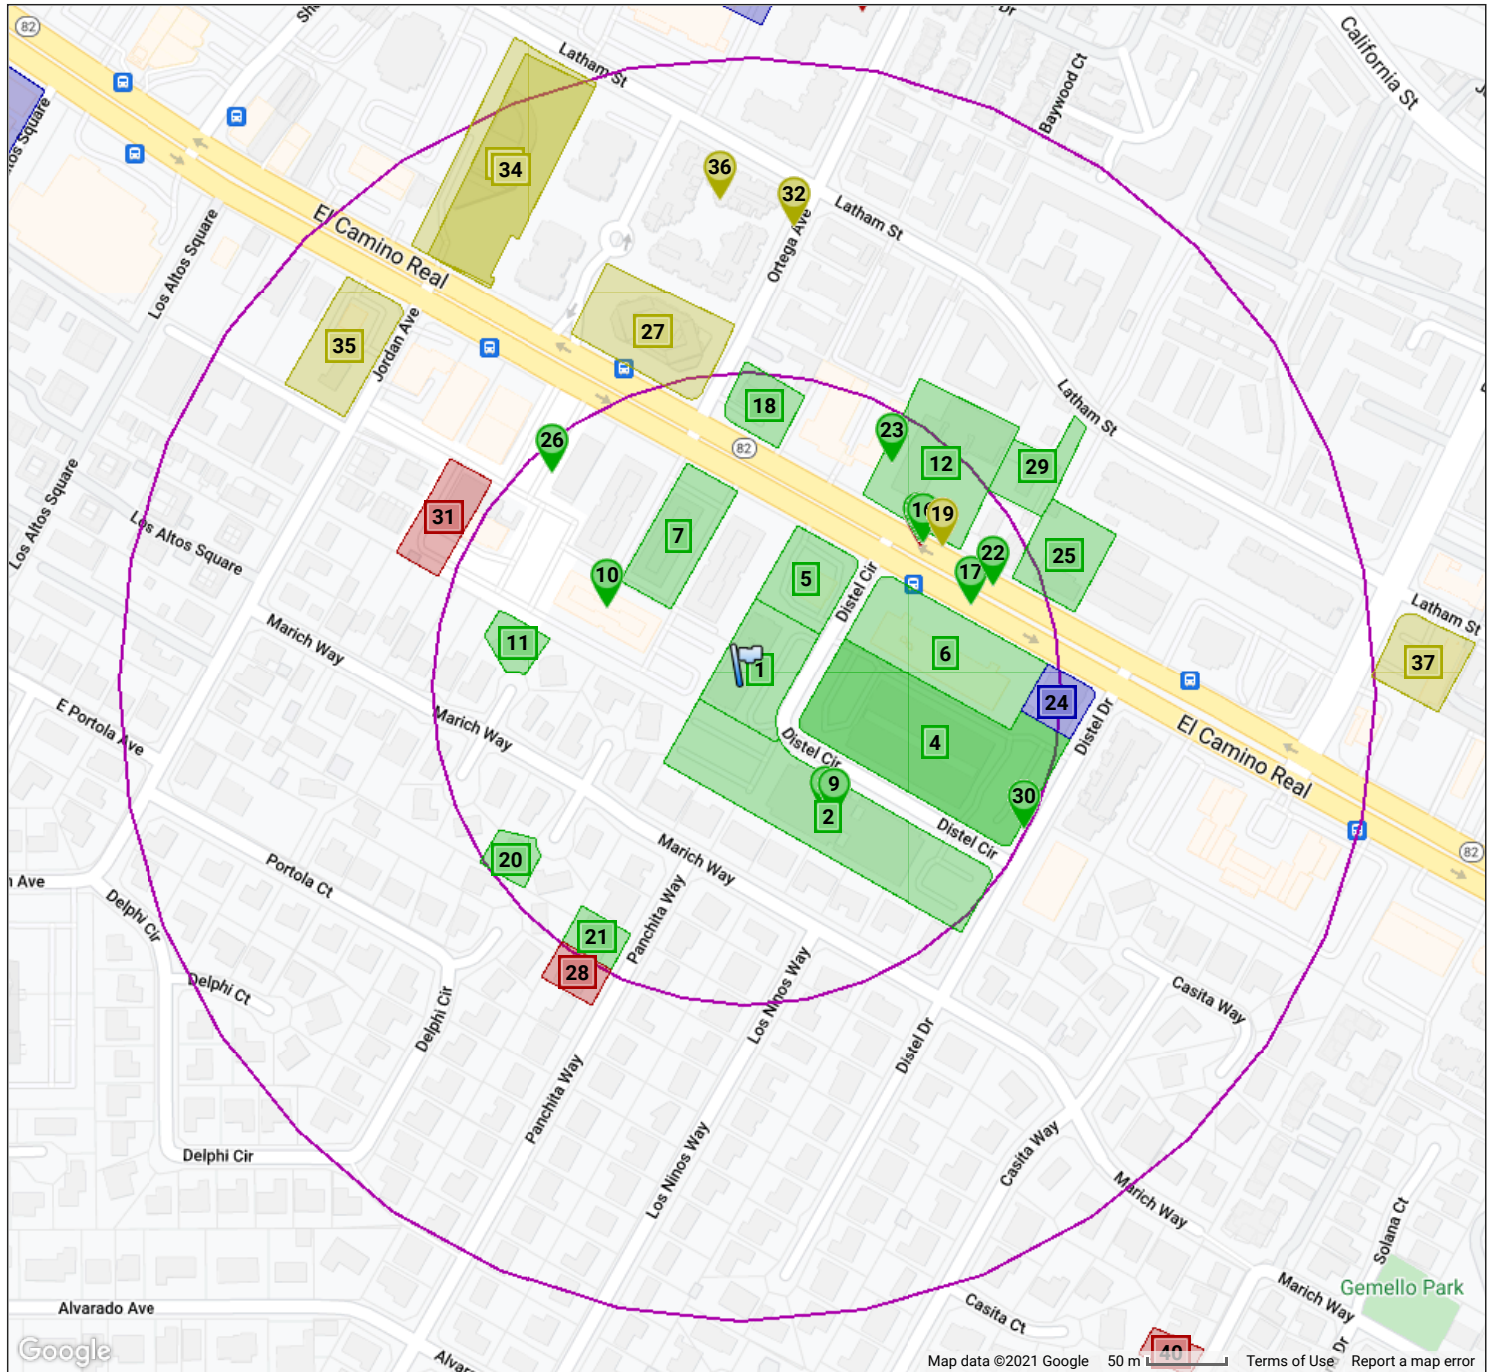 82
Latham St
Baywood Ct
California St
34
36
32
Latham St
El Camino Real
Los Altos Square
Ortega Ave
27
35
Jordan Ave
18
82
23
12
29
Latham St
26
31
7
19
22
17
25
5
Distel Cir
10
11
Los Altos Square
Los Altos Square
Marich Way
1
6
24
4
Distel Dr
Latham St
37
El Camino Real
E Portola Ave
Marich Way
Distel Cir
9
2
30
Distel Cir
82
Marich Way
20
Portola Ct
Panchita Way
21
28
Delphi Cir
Delphi Ct
Delphi Cir
Los Ninos Way
Distel Dr
Casita Way
Panchita Way
Los Ninos Way
Casita Way
Delphi Cir
Marich Way
Solana Ct
Gemello Park
Marich Way
Alvarado Ave
Casita Ct
40
Google
Map data ©2021 Google
50 m
Terms of Use
Report a map error